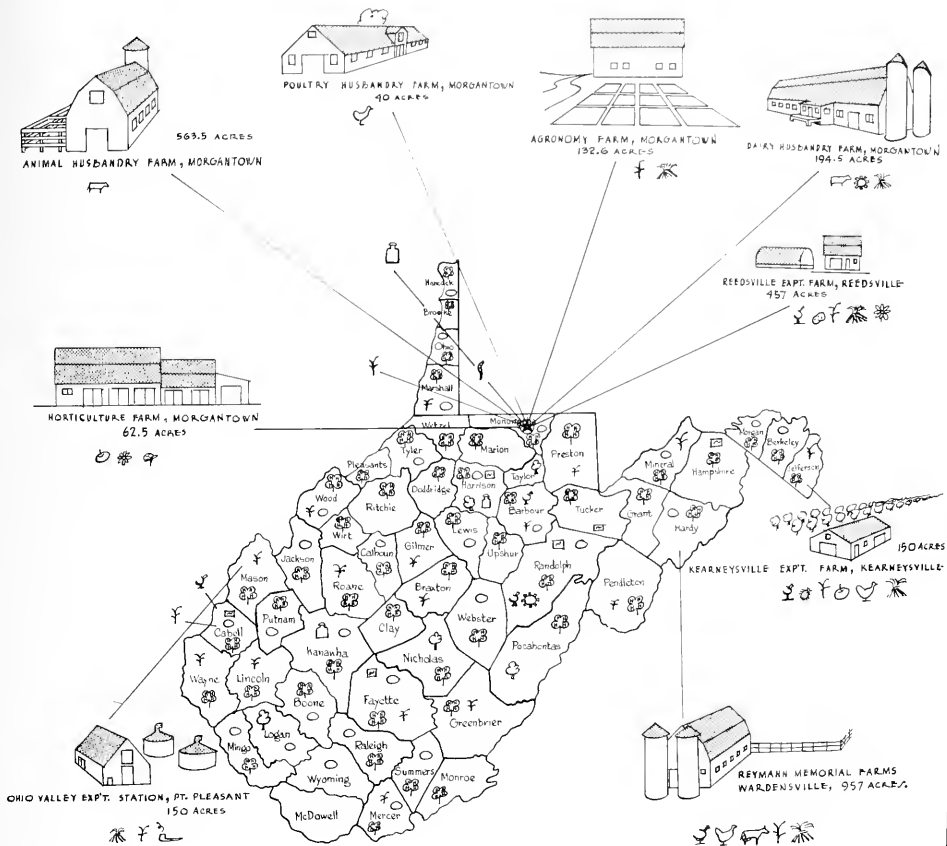 POULTRY HUSBANDRY FARM, MORGANTOWN
40 ACRES
563.5 ACRES
ANIMAL HUSBANDRY FARM, MORGANTOWN
AGRONOMY FARM, MORGANTOWN
132.6 ACRES
DAIRY HUSBANDRY FARM, MORGANTOWN
194.5 ACRES
REEDSVILLE EXPT. FARM, REEDSVILLE
457 ACRES
HORTICULTURE FARM, MORGANTOWN
62.5 ACRES
Hancock
Brooke
Ohio
Marshall
Wetzel
Tyler
Marion
Preston
Pleasants
Doddridge
Harrison
Taylor
Mineral
Hampshire
Morgan
Berkeley
Jefferson
Wood
Ritchie
Barbour
Tucker
Grant
Hardy
Wirt
Lewis
Gilmer
Calhoun
Upshur
Jackson
Mason
Roane
Braxton
Randolph
Pendleton
150 ACRES
KEARNEYSVILLE EXP'T. FARM, KEARNEYSVILLE
Putnam
Cabell
Clay
Webster
Kanawha
Nicholas
Pocahontas
Wayne
Lincoln
Boone
Fayette
Greenbrier
Logan
Mingo
Raleigh
Wyoming
Summers
Monroe
McDowell
Mercer
OHIO VALLEY EXP'T. STATION, PT. PLEASANT
150 ACRES
REYMANN MEMORIAL FARMS
WARDENSVILLE, 957 ACRES.